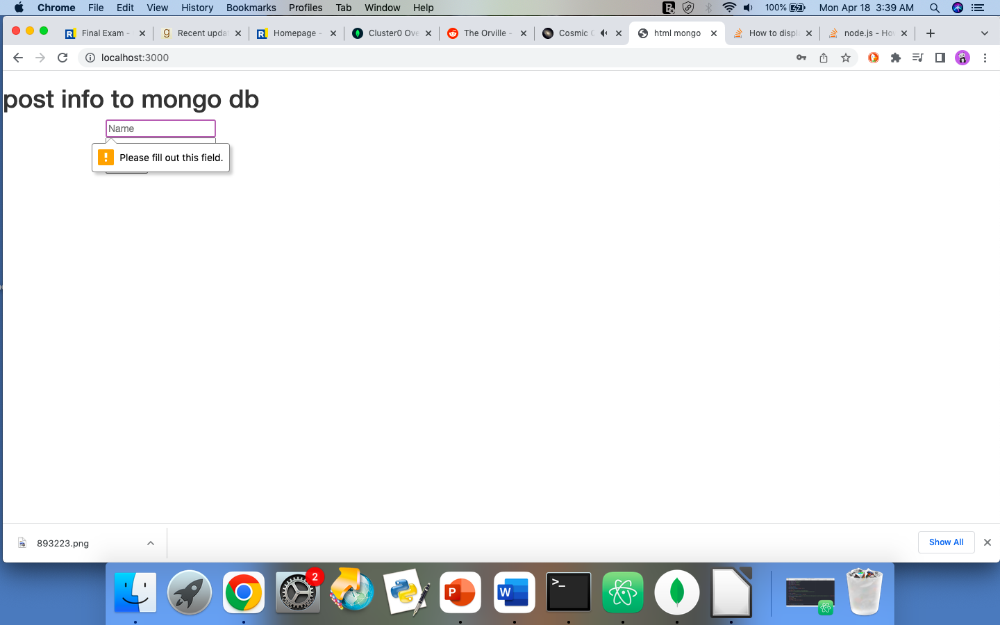 Chrome File Edit View History Bookmarks Profiles Tab Window Help 100% Mon Apr 18 3:39 AM
Final Exam - Recent upda Homepage - Cluster0 Ove The Orville - Cosmic html mongo How to displ node.js - Ho
localhost:3000
post info to mongo db
Name
Please fill out this field.
893223.png Show All
2
P W >_